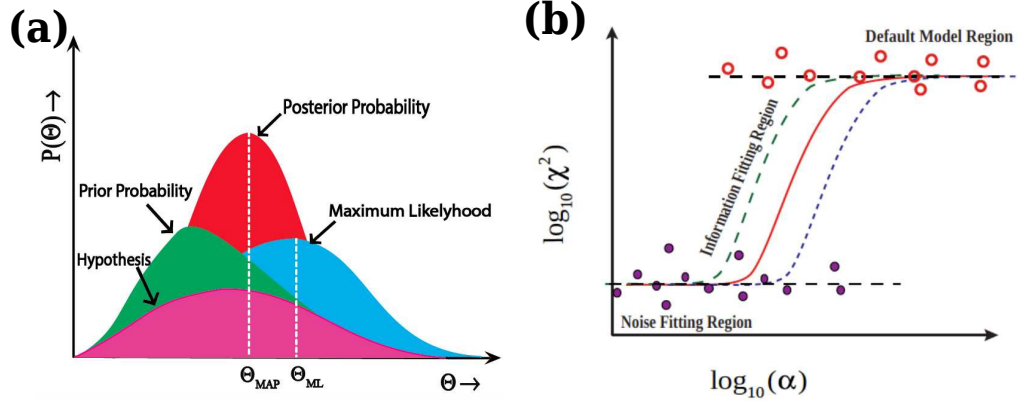 (a)
P(Θ) →
Posterior Probability
Prior Probability
Maximum Likelyhood
Hypothesis
Θ_MAP
Θ_ML
Θ →
(b)
Default Model Region
log₁₀(χ²)
Information Fitting Region
Noise Fitting Region
log₁₀(α)